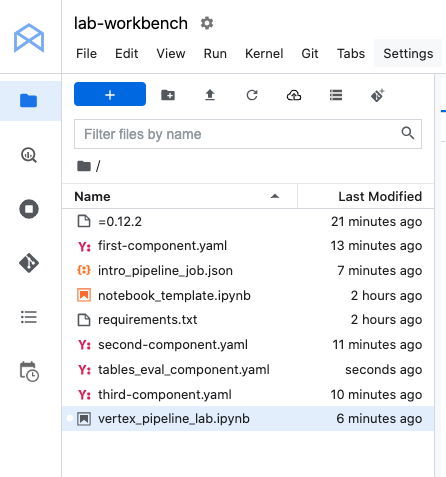 lab-workbench
File Edit View Run Kernel Git Tabs Settings
+
Filter files by name
/
Name Last Modified
=0.12.2 21 minutes ago
Y: first-component.yaml 13 minutes ago
{:} intro_pipeline_job.json 7 minutes ago
notebook_template.ipynb 2 hours ago
requirements.txt 2 hours ago
Y: second-component.yaml 11 minutes ago
Y: tables_eval_component.yaml seconds ago
Y: third-component.yaml 10 minutes ago
vertex_pipeline_lab.ipynb 6 minutes ago